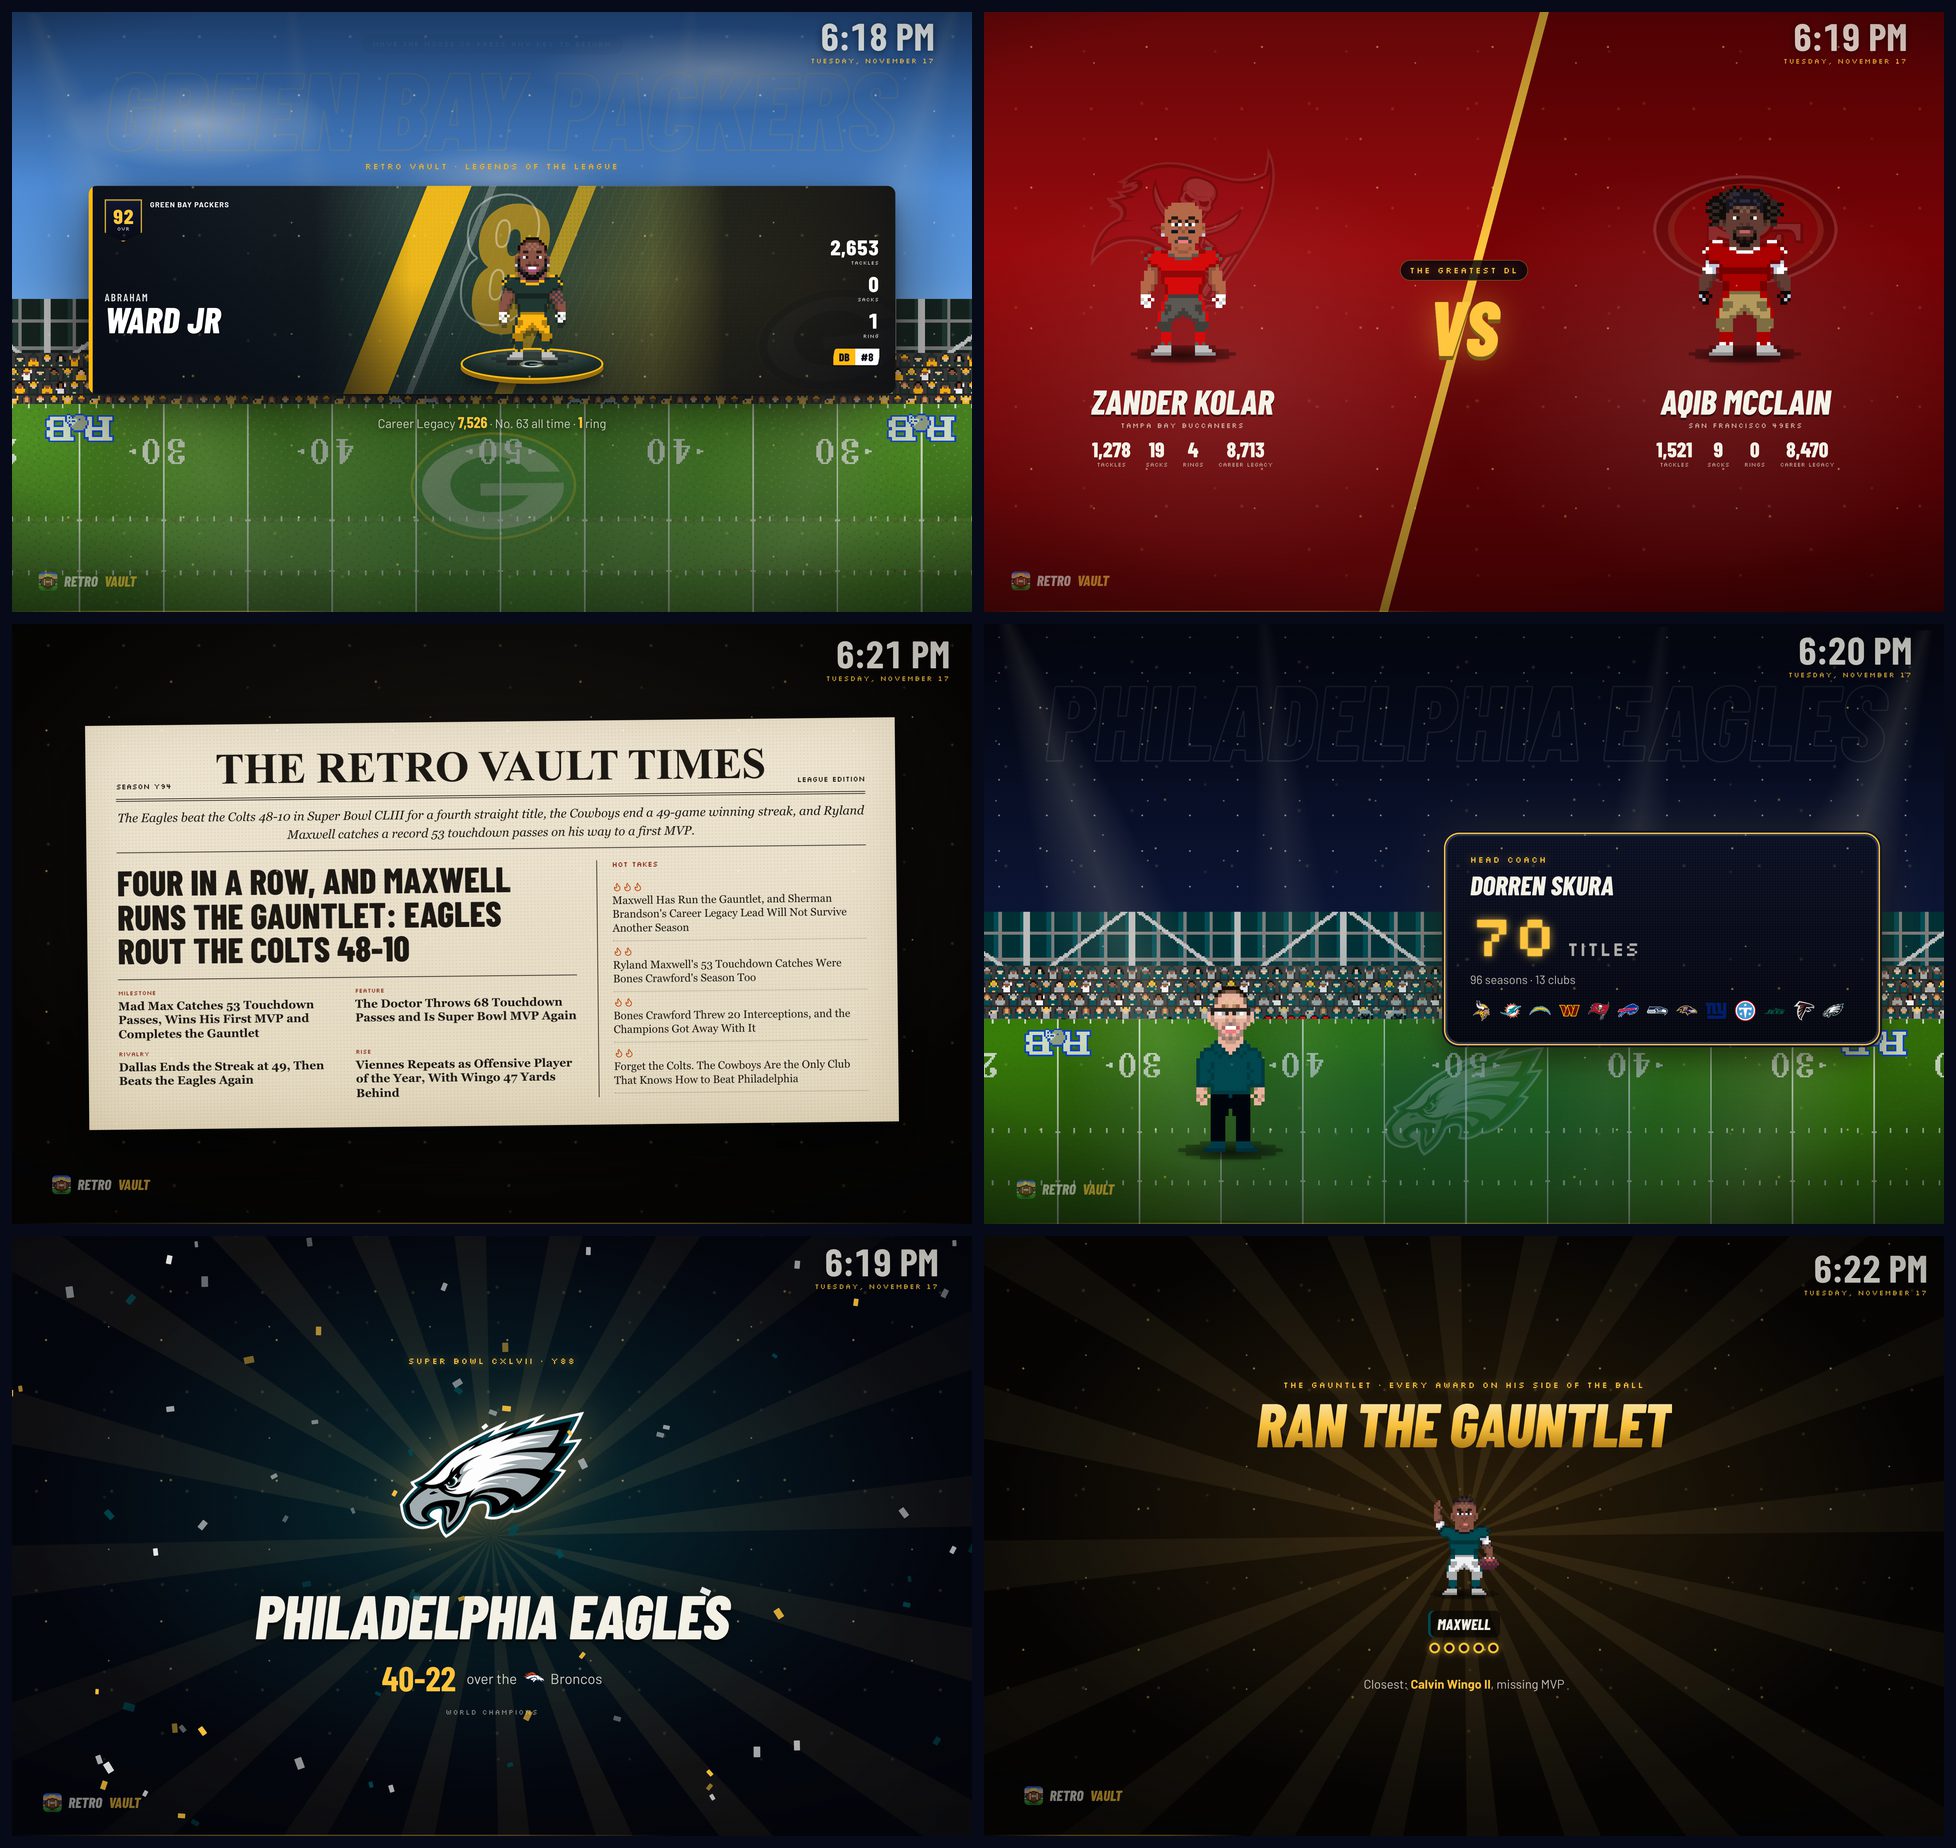 6:18 PM
TUESDAY, NOVEMBER 17
GREEN BAY PACKERS
RETRO VAULT · LEGENDS OF THE LEAGUE
92
OVR
GREEN BAY PACKERS
8
ABRAHAM
WARD JR
2,653
TACKLES
0
SACKS
1
RING
DB #8
Career Legacy 7,526 · No. 63 all time · 1 ring
30 40 50 40 30
G
RETRO VAULT
6:19 PM
TUESDAY, NOVEMBER 17
THE GREATEST DL
VS
ZANDER KOLAR
TAMPA BAY BUCCANEERS
1,278 19 4 8,713
TACKLES SACKS RINGS CAREER LEGACY
AQIB MCCLAIN
SAN FRANCISCO 49ERS
1,521 9 0 8,470
TACKLES SACKS RINGS CAREER LEGACY
RETRO VAULT
6:21 PM
TUESDAY, NOVEMBER 17
SEASON Y94
THE RETRO VAULT TIMES
LEAGUE EDITION
The Eagles beat the Colts 48-10 in Super Bowl CLIII for a fourth straight title, the Cowboys end a 49-game winning streak, and Ryland
Maxwell catches a record 53 touchdown passes on his way to a first MVP.
FOUR IN A ROW, AND MAXWELL
RUNS THE GAUNTLET: EAGLES
ROUT THE COLTS 48-10
MILESTONE
Mad Max Catches 53 Touchdown
Passes, Wins His First MVP and
Completes the Gauntlet
FEATURE
The Doctor Throws 68 Touchdown
Passes and Is Super Bowl MVP Again
RIVALRY
Dallas Ends the Streak at 49, Then
Beats the Eagles Again
RISE
Viennes Repeats as Offensive Player
of the Year, With Wingo 47 Yards
Behind
HOT TAKES
Maxwell Has Run the Gauntlet, and Sherman
Brandson's Career Legacy Lead Will Not Survive
Another Season
Ryland Maxwell's 53 Touchdown Catches Were
Bones Crawford's Season Too
Bones Crawford Threw 20 Interceptions, and the
Champions Got Away With It
Forget the Colts. The Cowboys Are the Only Club
That Knows How to Beat Philadelphia
RETRO VAULT
6:20 PM
TUESDAY, NOVEMBER 17
PHILADELPHIA EAGLES
HEAD COACH
DORREN SKURA
70 TITLES
96 seasons · 13 clubs
30 40 50 40 30
RETRO VAULT
6:19 PM
TUESDAY, NOVEMBER 17
SUPER BOWL CXLVII · Y88
PHILADELPHIA EAGLES
40-22 over the Broncos
WORLD CHAMPIONS
RETRO VAULT
6:22 PM
TUESDAY, NOVEMBER 17
THE GAUNTLET · EVERY AWARD ON HIS SIDE OF THE BALL
RAN THE GAUNTLET
MAXWELL
Closest: Calvin Wingo II, missing MVP
RETRO VAULT